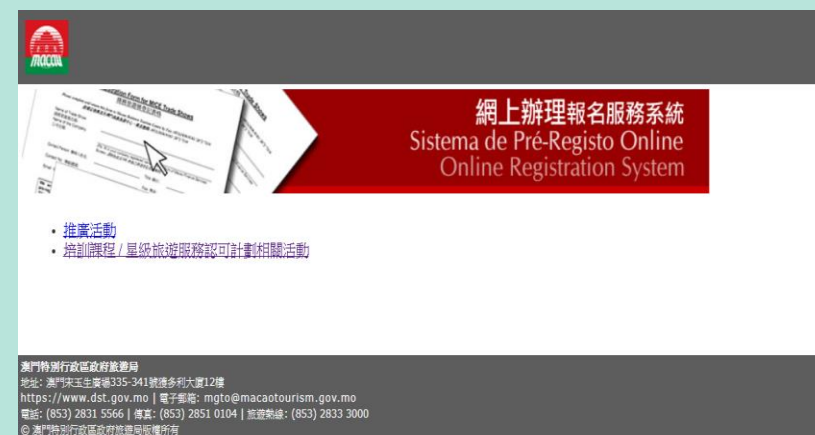 macau
網上辦理報名服務系統
Sistema de Pré-Registo Online
Online Registration System
• 推廣活動
• 培訓課程 / 星級旅遊服務認可計劃相關活動
澳門特別行政區政府旅遊局
地址: 澳門宋玉生廣場335-341號獲多利大廈12樓
https://www.dst.gov.mo | 電子郵箱: mgto@macaotourism.gov.mo
電話: (853) 2831 5566 | 傳真: (853) 2851 0104 | 旅遊熱線: (853) 2833 3000
© 澳門特別行政區政府旅遊局版權所有